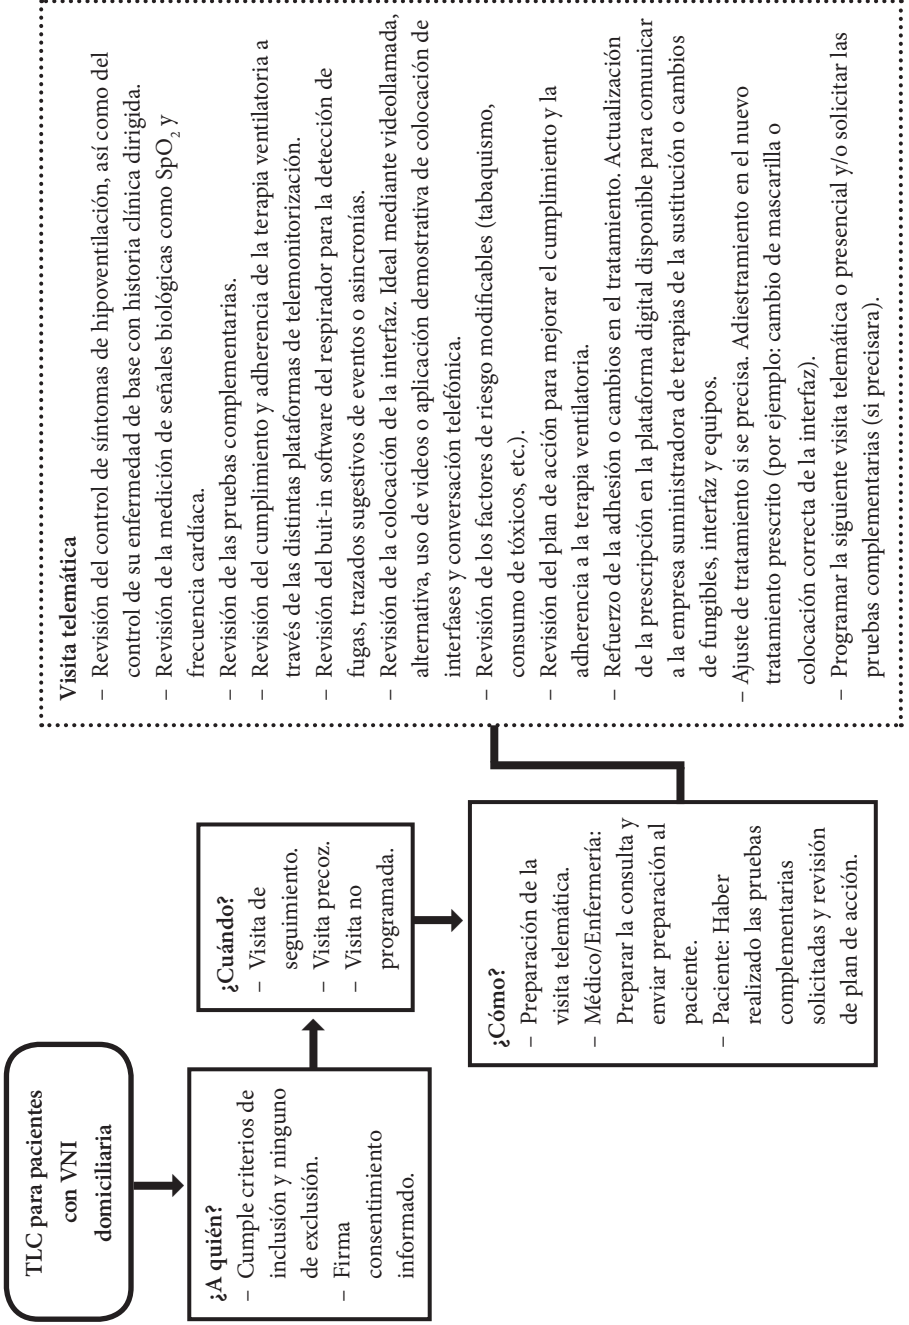 TLC para pacientes
con VNI
domiciliaria
¿A quién?
– Cumple criterios de
inclusión y ninguno
de exclusión.
– Firma
consentimiento
informado.
¿Cuándo?
– Visita de
seguimiento.
– Visita precoz.
– Visita no
programada.
¿Cómo?
– Preparación de la
visita telemática.
– Médico/Enfermería:
Preparar la consulta y
enviar preparación al
paciente.
– Paciente: Haber
realizado las pruebas
complementarias
solicitadas y revisión
de plan de acción.
Visita telemática
– Revisión del control de síntomas de hipoventilación, así como del
control de su enfermedad de base con historia clínica dirigida.
– Revisión de la medición de señales biológicas como SpO₂ y
frecuencia cardíaca.
– Revisión de las pruebas complementarias.
– Revisión del cumplimiento y adherencia de la terapia ventilatoria a
través de las distintas plataformas de telemonitorización.
– Revisión del buit-in software del respirador para la detección de
fugas, trazados sugestivos de eventos o asincronías.
– Revisión de la colocación de la interfaz. Ideal mediante videollamada,
alternativa, uso de videos o aplicación demostrativa de colocación de
interfases y conversación telefónica.
– Revisión de los factores de riesgo modificables (tabaquismo,
consumo de tóxicos, etc.).
– Revisión del plan de acción para mejorar el cumplimiento y la
adherencia a la terapia ventilatoria.
– Refuerzo de la adhesión o cambios en el tratamiento. Actualización
de la prescripción en la plataforma digital disponible para comunicar
a la empresa suministradora de terapias de la sustitución o cambios
de fungibles, interfaz y equipos.
– Ajuste de tratamiento si se precisa. Adiestramiento en el nuevo
tratamiento prescrito (por ejemplo: cambio de mascarilla o
colocación correcta de la interfaz).
– Programar la siguiente visita telemática o presencial y/o solicitar las
pruebas complementarias (si precisara).